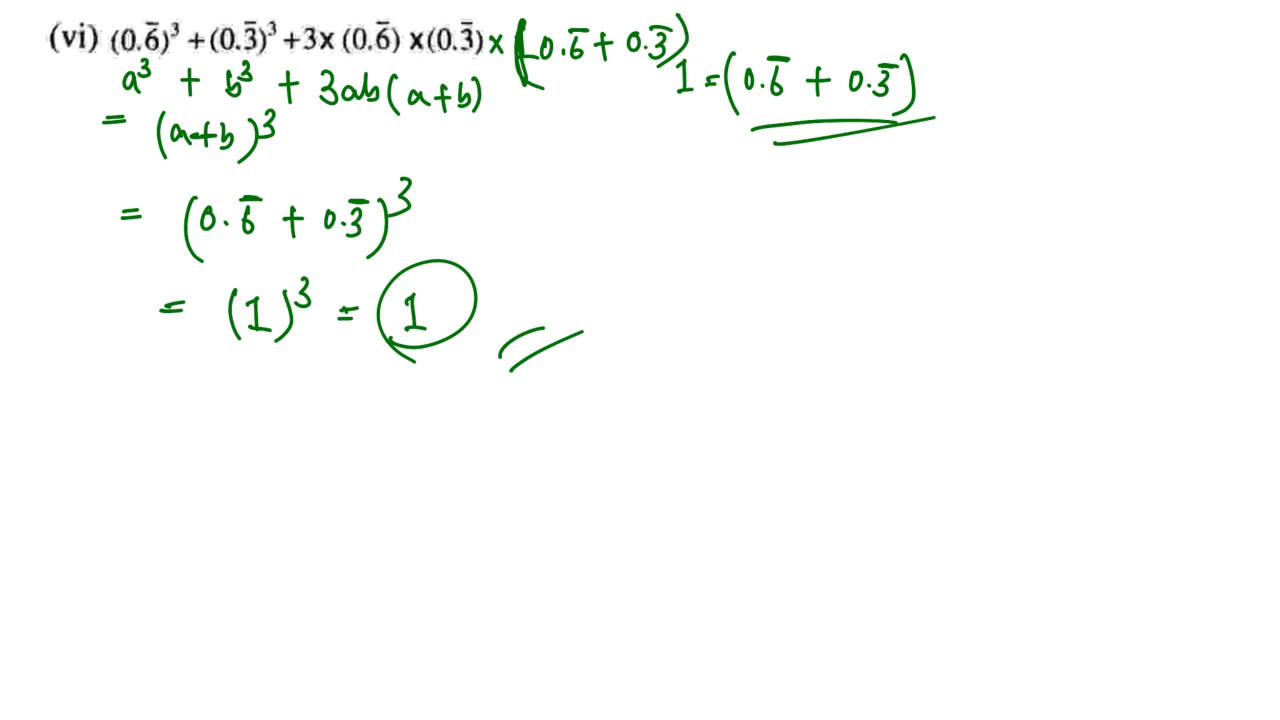 (vi) (0.6̅)³ + (0.3̅)³ + 3× (0.6̅) ×(0.3̅) × (0.6̅ + 0.3̅)
1 = (0.6̅ + 0.3̅)
a³ + b³ + 3ab(a+b)
= (a+b)³
= (0.6̅ + 0.3̅)³
= (1)³ = 1